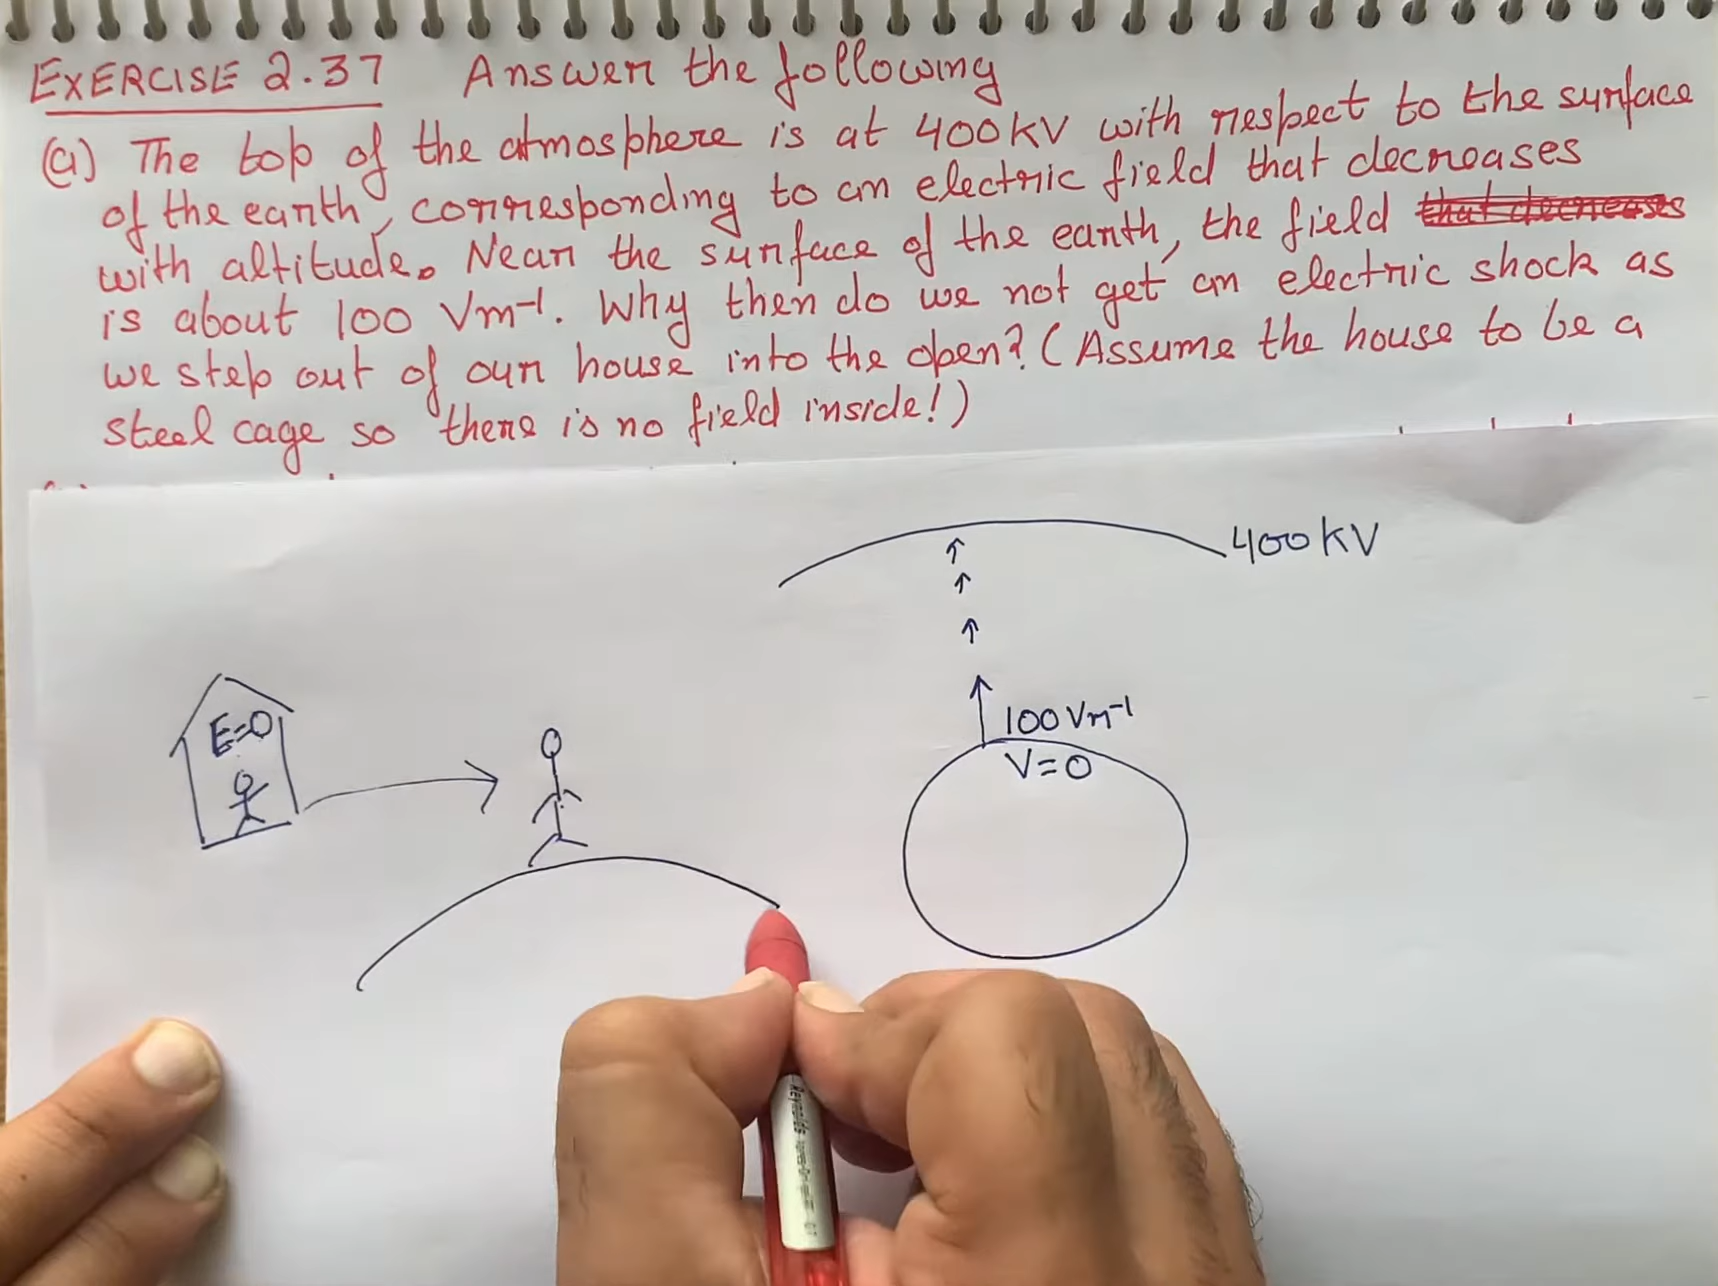 EXERCISE 2.37 Answer the following
(a) The top of the atmosphere is at 400kV with respect to the surface
of the earth, corresponding to an electric field that decreases
with altitude. Near the surface of the earth, the field that decreases
is about 100 Vm⁻¹. Why then do we not get an electric shock as
we step out of our house into the open? (Assume the house to be a
steel cage so there is no field inside!)
400KV
E=0
100Vm⁻¹
V=0
Reynolds